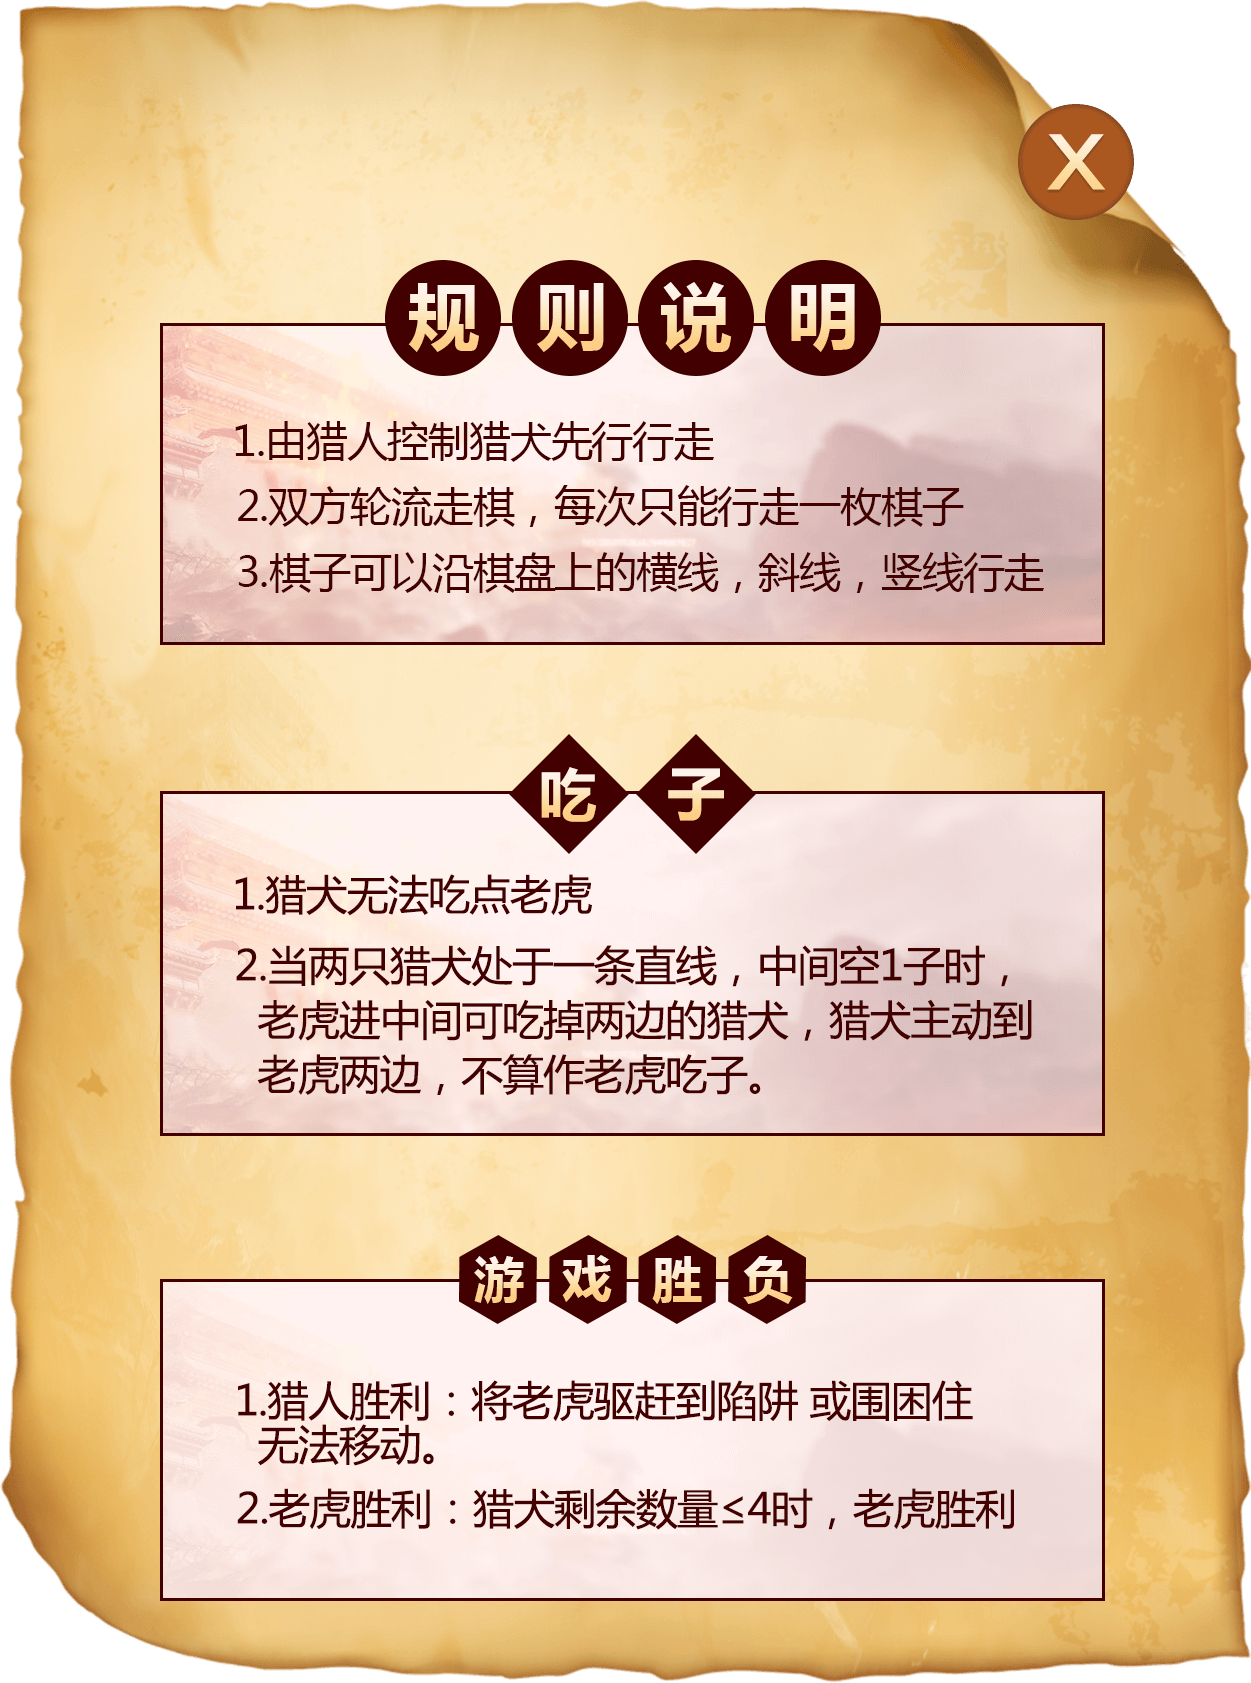 X
规则说明
1.由猎人控制猎犬先行行走
2.双方轮流走棋，每次只能行走一枚棋子
3.棋子可以沿棋盘上的横线，斜线，竖线行走
吃子
1.猎犬无法吃点老虎
2.当两只猎犬处于一条直线，中间空1子时，
老虎进中间可吃掉两边的猎犬，猎犬主动到
老虎两边，不算作老虎吃子。
游戏胜负
1.猎人胜利：将老虎驱赶到陷阱 或围困住
无法移动。
2.老虎胜利：猎犬剩余数量≤4时，老虎胜利